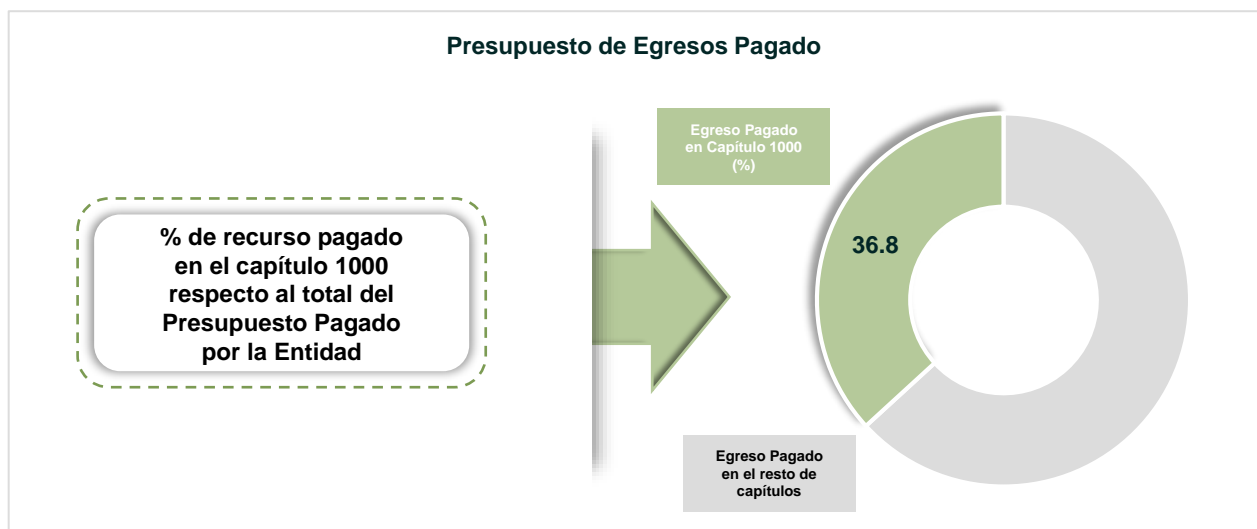 Presupuesto de Egresos Pagado
Egreso Pagado
en Capítulo 1000
(%)
% de recurso pagado
en el capítulo 1000
respecto al total del
Presupuesto Pagado
por la Entidad
36.8
Egreso Pagado
en el resto de
capítulos